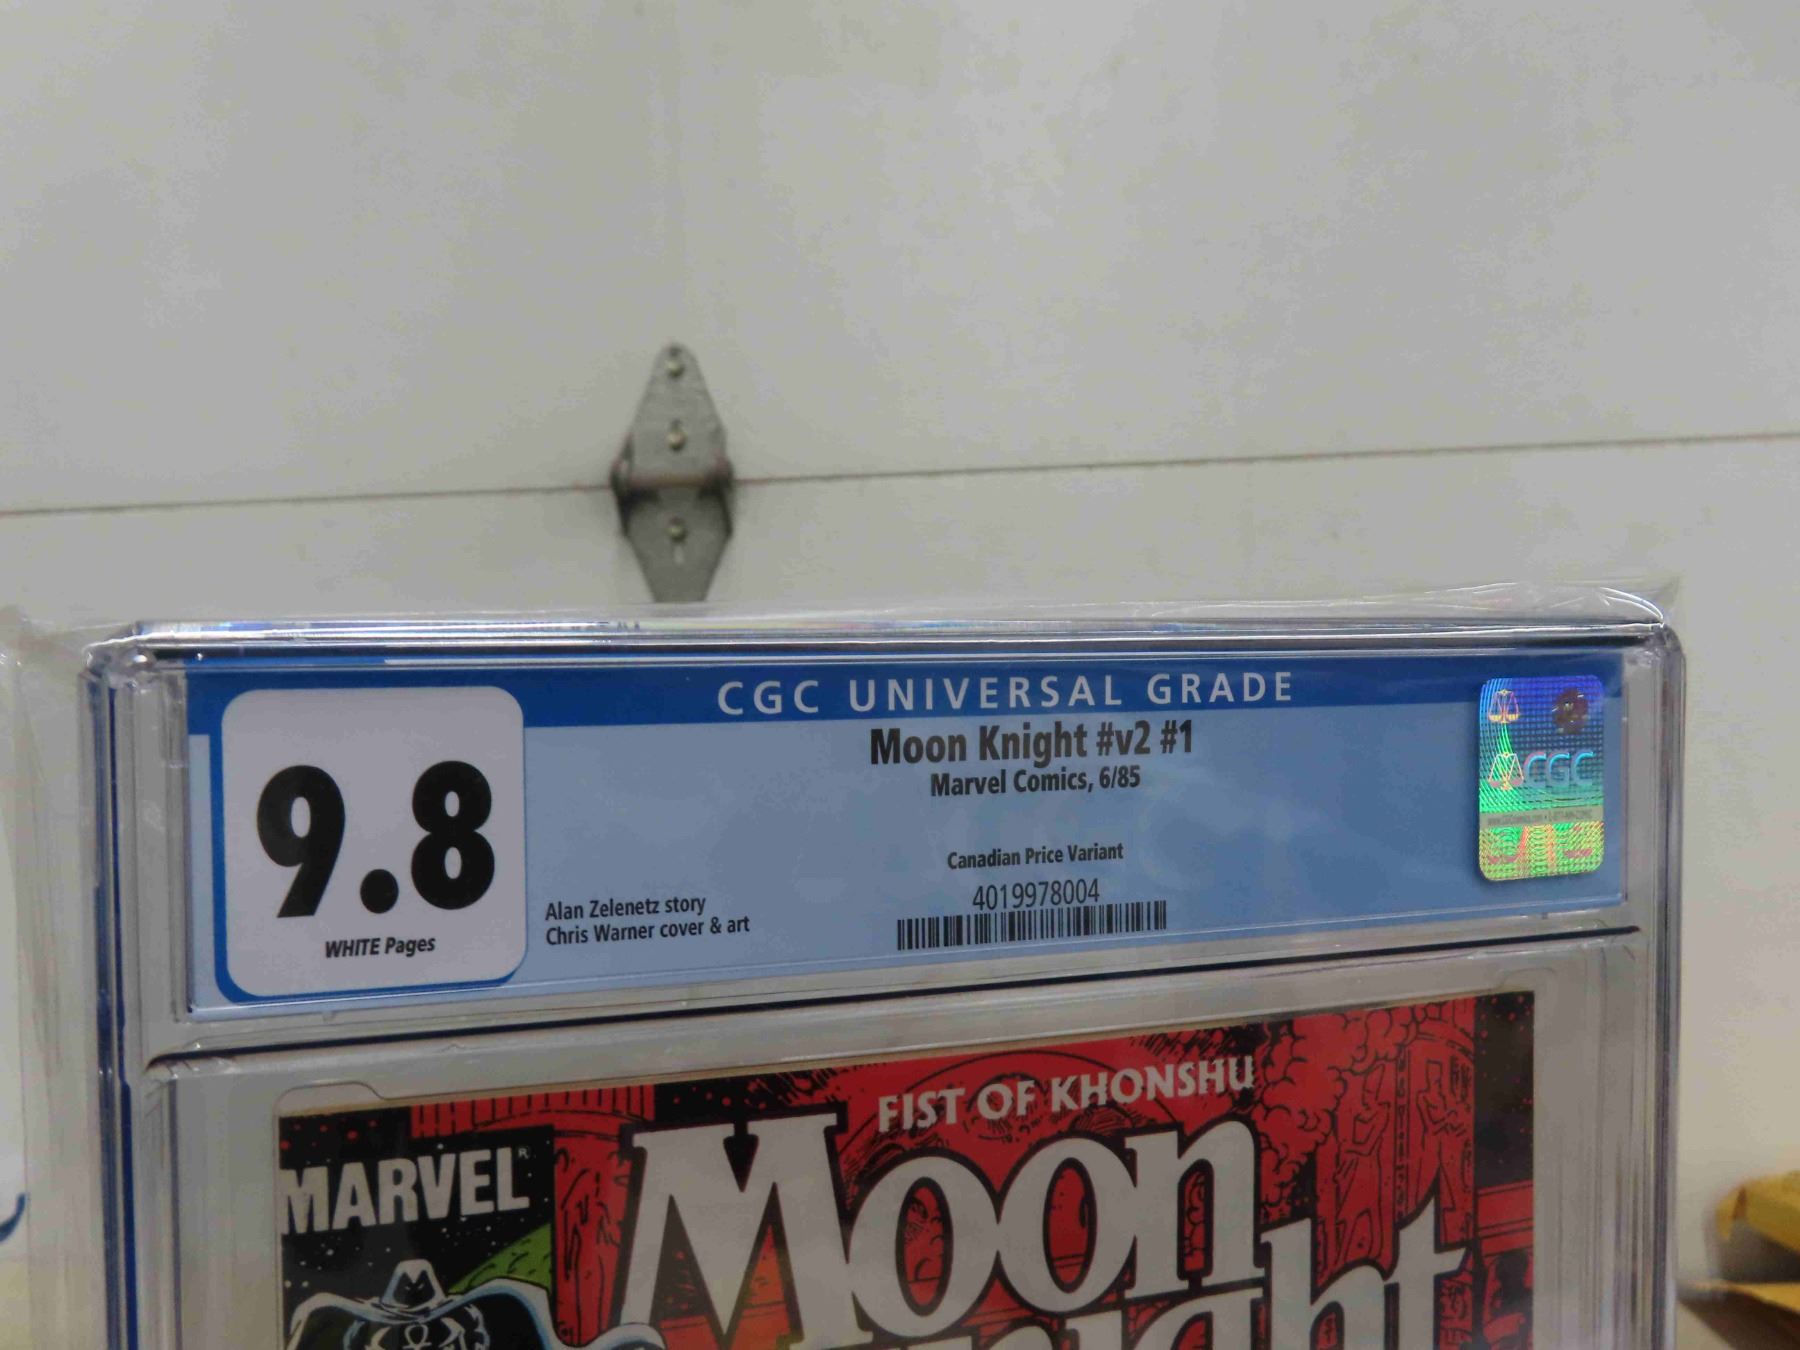 CGC UNIVERSAL GRADE
9.8
WHITE Pages
Moon Knight #v2 #1
Marvel Comics, 6/85
Canadian Price Variant
4019978004
Alan Zelenetz story
Chris Warner cover & art
CGC
FIST OF KHONSHU
MARVEL
Moon